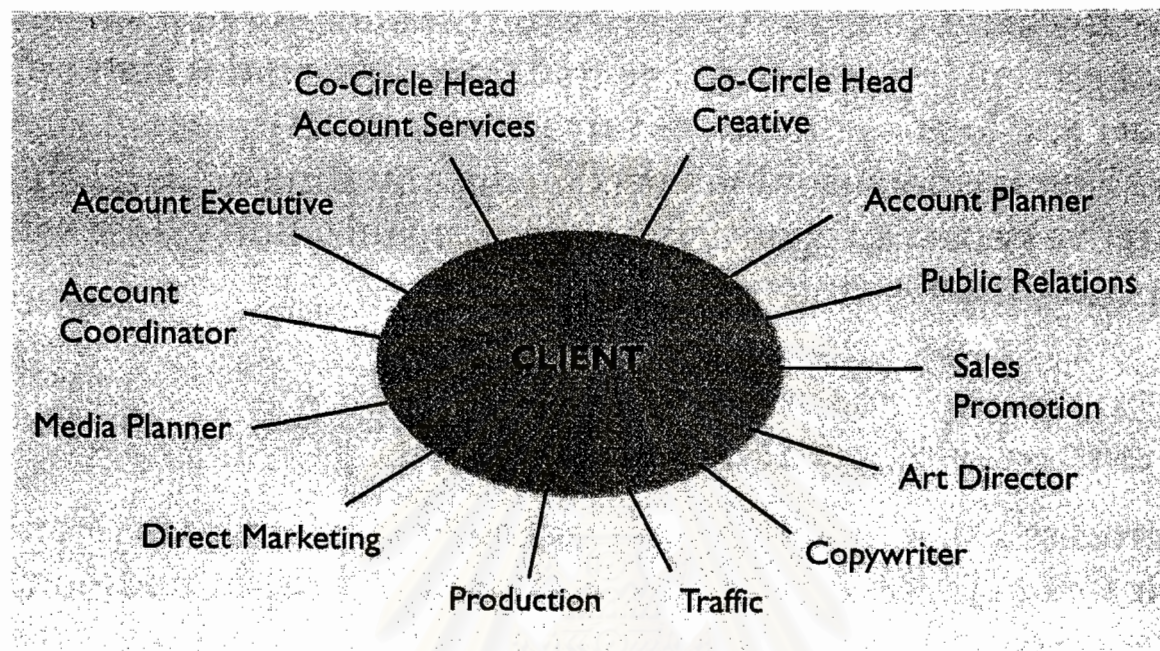 Co-Circle Head
Account Services
Co-Circle Head
Creative
Account Executive
Account Planner
Account
Coordinator
Public Relations
CLIENT
Sales
Promotion
Media Planner
Art Director
Direct Marketing
Copywriter
Production
Traffic